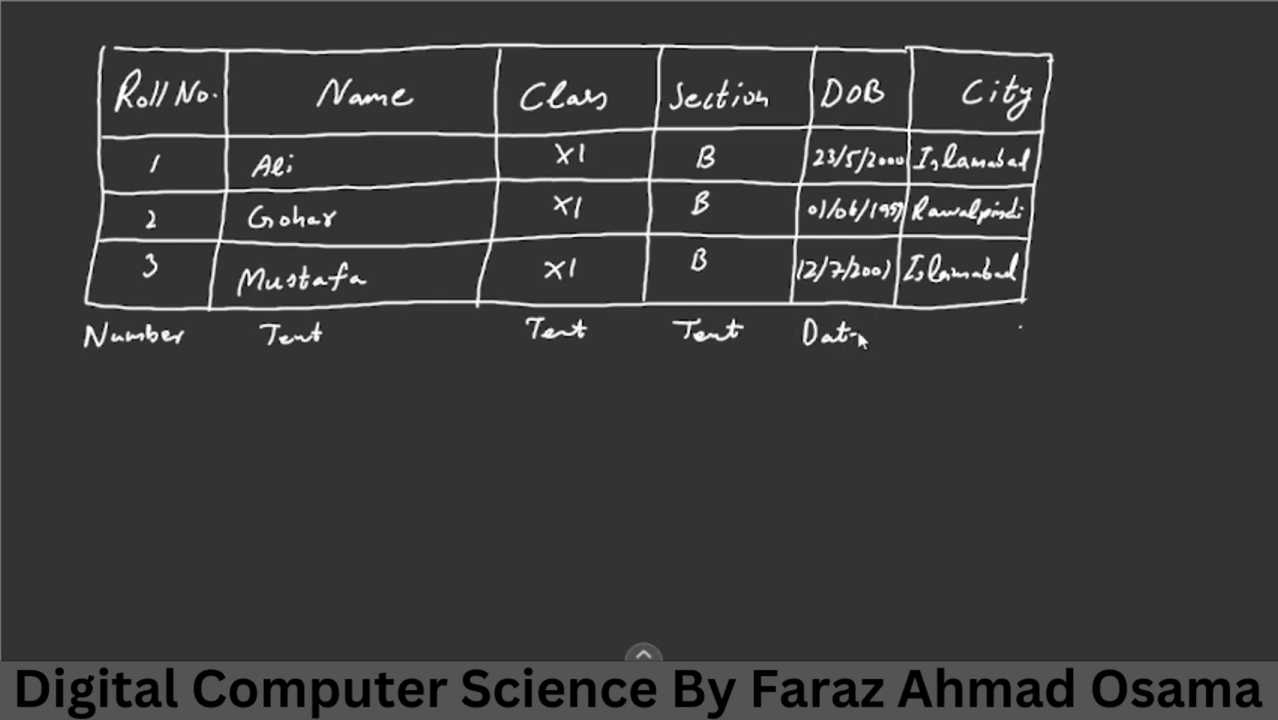 Roll No. Name Class Section DOB City
1 Ali XI B 23/5/2000 Islamabad
2 Gohar XI B 01/06/1957 Rawalpindi
3 Mustafa XI B 12/7/2001 Islamabad
Number Text Text Text Dat
Digital Computer Science By Faraz Ahmad Osama